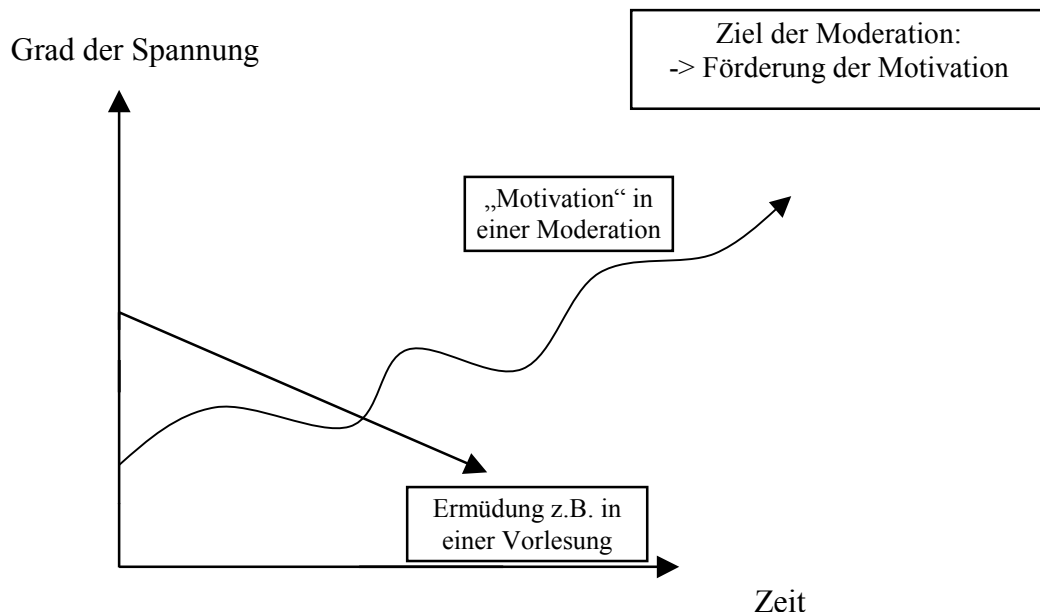 Grad der Spannung
Ziel der Moderation:
-> Förderung der Motivation
„Motivation“ in
einer Moderation
Ermüdung z.B. in
einer Vorlesung
Zeit